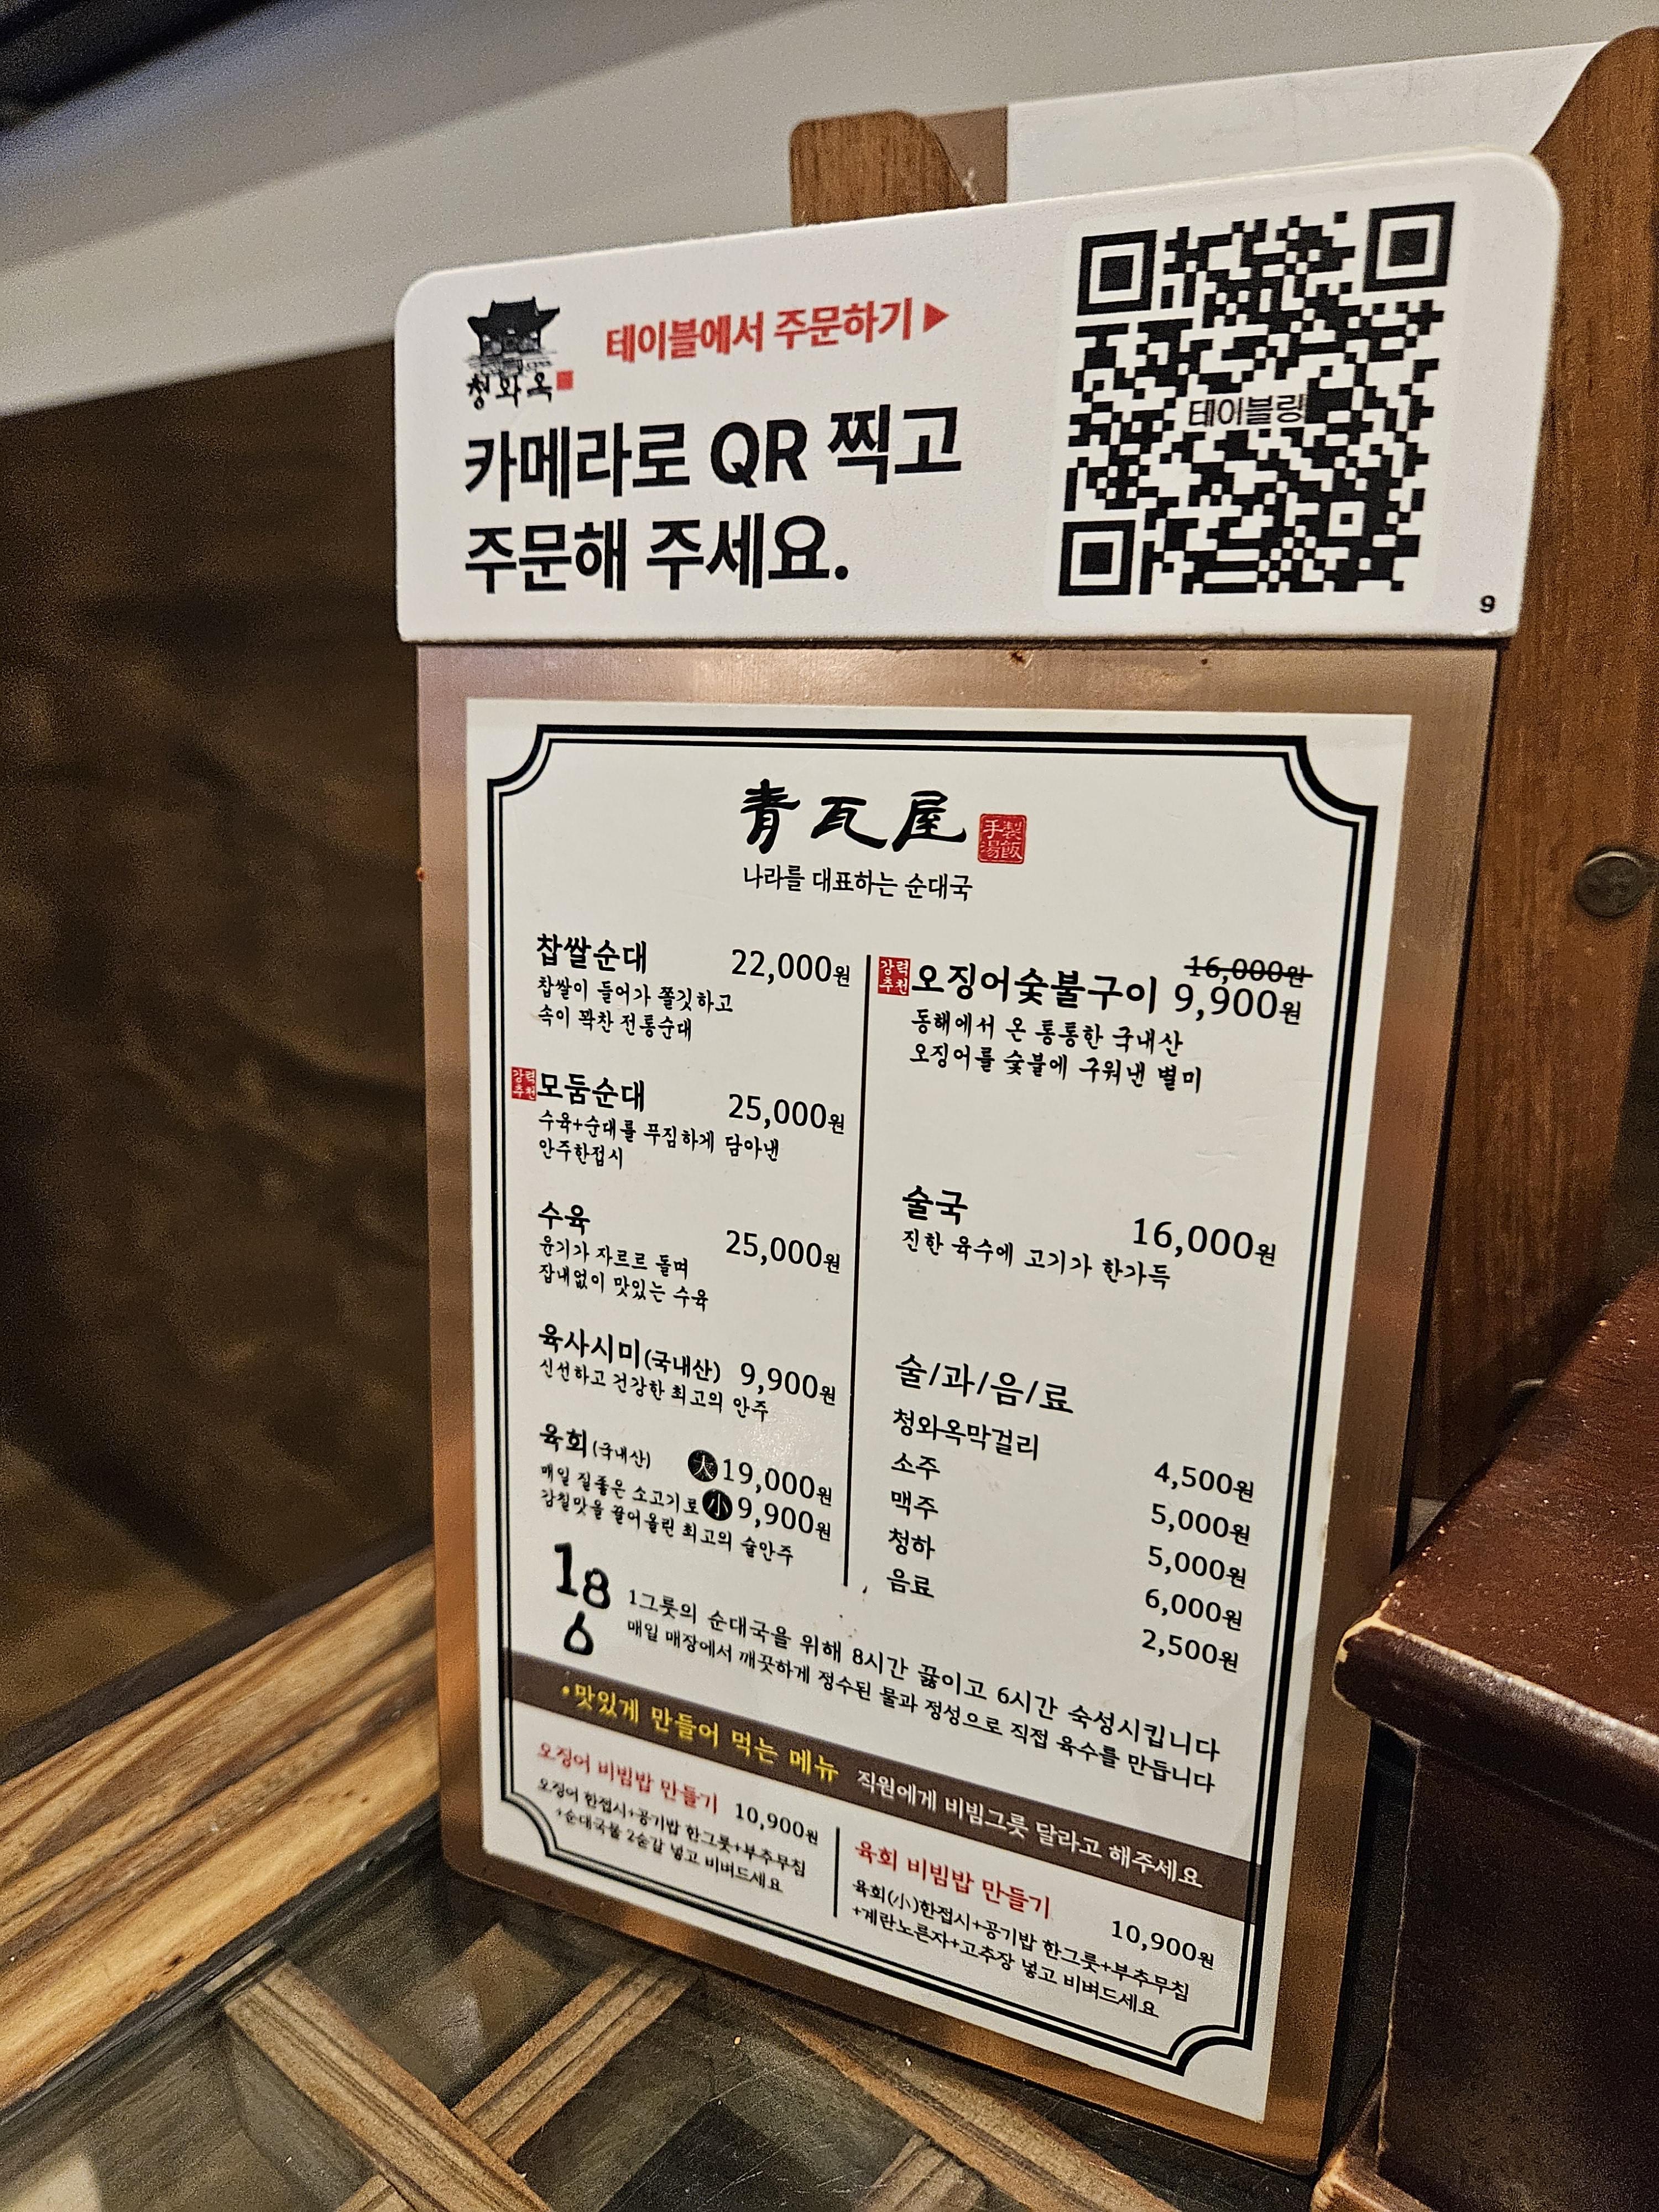 청와옥
테이블에서 주문하기▶
카메라로 QR 찍고
주문해 주세요.
테이블링
9
青瓦屋
手製
湯飯
나라를 대표하는 순대국
찹쌀순대 22,000원
찹쌀이 들어가 쫄깃하고
속이 꽉찬 전통순대
강력추천 모둠순대 25,000원
수육+순대를 푸짐하게 담아낸
안주한접시
수육 25,000원
윤기가 자르르 돌며
잡내없이 맛있는 수육
육사시미(국내산) 9,900원
신선하고 건강한 최고의 안주
육회(국내산) 大 19,000원
매일 질좋은 소고기로 小 9,900원
감칠맛을 끌어올린 최고의 술안주
16,000원
강력추천 오징어숯불구이 9,900원
동해에서 온 통통한 국내산
오징어를 숯불에 구워낸 별미
술국 16,000원
진한 육수에 고기가 한가득
술/과/음/료
청와옥막걸리 4,500원
소주 5,000원
맥주 5,000원
청하 6,000원
음료 2,500원
186
1그릇의 순대국을 위해 8시간 끓이고 6시간 숙성시킵니다
매일 매장에서 깨끗하게 정수된 물과 정성으로 직접 육수를 만듭니다
•맛있게 만들어 먹는 메뉴 직원에게 비빔그릇 달라고 해주세요
오징어 비빔밥 만들기 10,900원
오징어 한접시+공기밥 한그릇+부추무침
+순대국물 2숟갈 넣고 비벼드세요
육회 비빔밥 만들기 10,900원
육회(小)한접시+공기밥 한그릇+부추무침
+계란노른자+고추장 넣고 비벼드세요